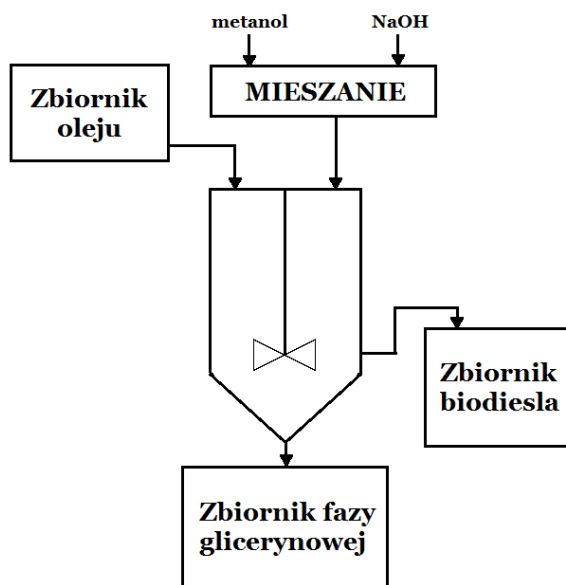 metanol
NaOH
Zbiornik
oleju
MIESZANIE
Zbiornik
biodiesla
Zbiornik fazy
glicerynowej